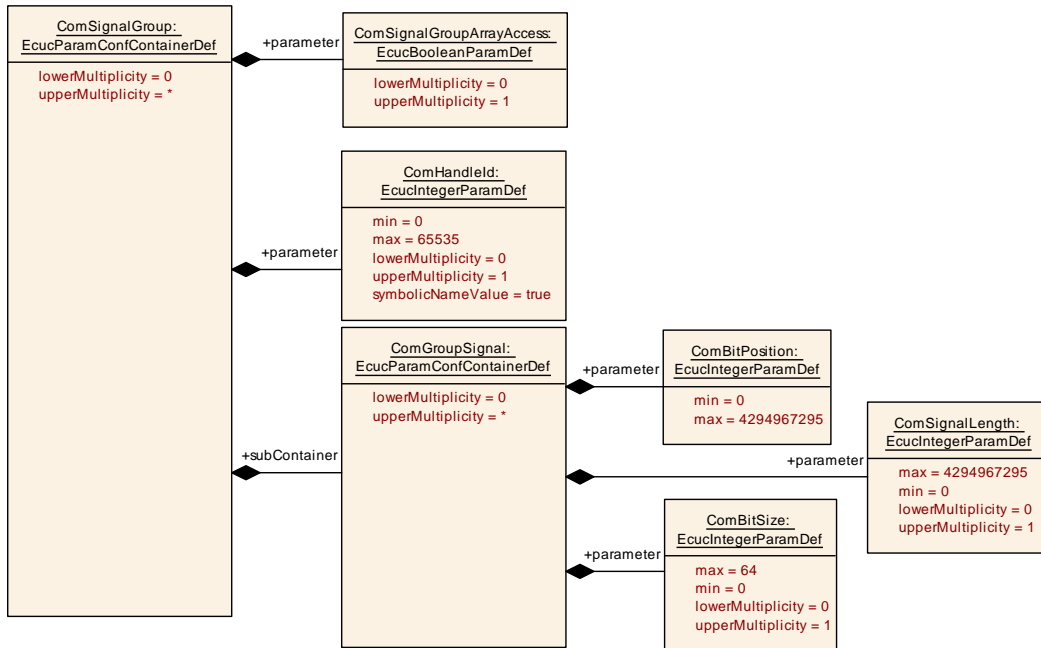 ComSignalGroup:
EcucParamConfContainerDef
lowerMultiplicity = 0
upperMultiplicity = *
+parameter
ComSignalGroupArrayAccess:
EcucBooleanParamDef
lowerMultiplicity = 0
upperMultiplicity = 1
+parameter
ComHandleId:
EcucIntegerParamDef
min = 0
max = 65535
lowerMultiplicity = 0
upperMultiplicity = 1
symbolicNameValue = true
+subContainer
ComGroupSignal:
EcucParamConfContainerDef
lowerMultiplicity = 0
upperMultiplicity = *
+parameter
ComBitPosition:
EcucIntegerParamDef
min = 0
max = 4294967295
+parameter
ComSignalLength:
EcucIntegerParamDef
max = 4294967295
min = 0
lowerMultiplicity = 0
upperMultiplicity = 1
+parameter
ComBitSize:
EcucIntegerParamDef
max = 64
min = 0
lowerMultiplicity = 0
upperMultiplicity = 1